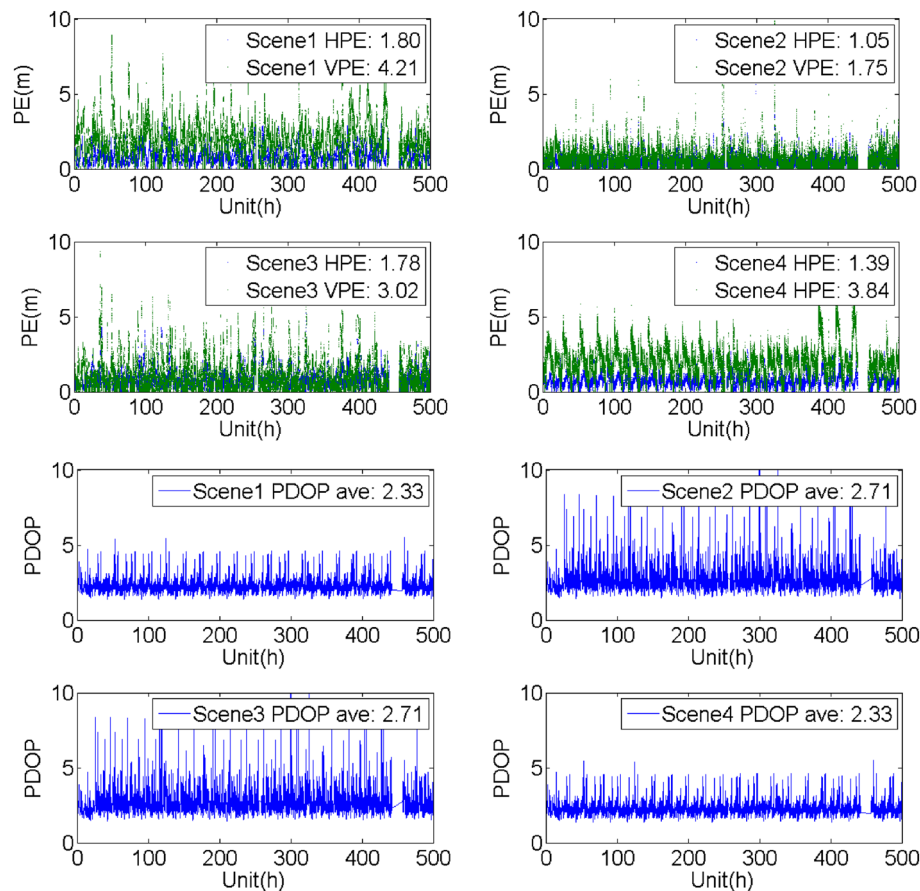 10
5
0
PE(m)
Scene1 HPE: 1.80
Scene1 VPE: 4.21
0 100 200 300 400 500
Unit(h)
10
5
0
PE(m)
Scene2 HPE: 1.05
Scene2 VPE: 1.75
0 100 200 300 400 500
Unit(h)
10
5
0
PE(m)
Scene3 HPE: 1.78
Scene3 VPE: 3.02
0 100 200 300 400 500
Unit(h)
10
5
0
PE(m)
Scene4 HPE: 1.39
Scene4 HPE: 3.84
0 100 200 300 400 500
Unit(h)
10
5
0
PDOP
Scene1 PDOP ave: 2.33
0 100 200 300 400 500
Unit(h)
10
5
0
PDOP
Scene2 PDOP ave: 2.71
0 100 200 300 400 500
Unit(h)
10
5
0
PDOP
Scene3 PDOP ave: 2.71
0 100 200 300 400 500
Unit(h)
10
5
0
PDOP
Scene4 PDOP ave: 2.33
0 100 200 300 400 500
Unit(h)